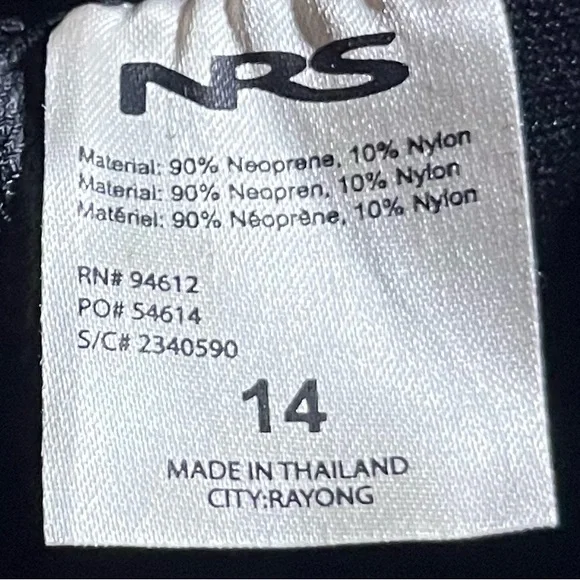 NRS
Material: 90% Neoprene, 10% Nylon
Material: 90% Neopren, 10% Nylon
Matériel: 90% Néoprène, 10% Nylon
RN# 94612
PO# 54614
S/C# 2340590
14
MADE IN THAILAND
CITY:RAYONG